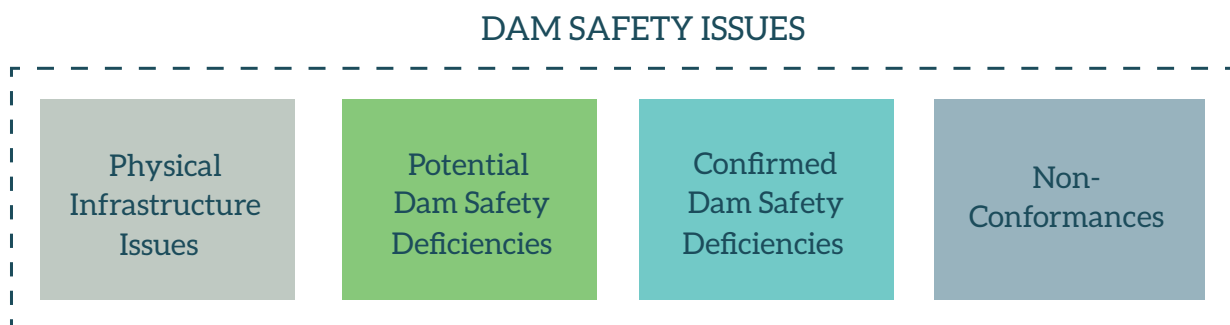 DAM SAFETY ISSUES
Physical
Infrastructure
Issues
Potential
Dam Safety
Deficiencies
Confirmed
Dam Safety
Deficiencies
Non-
Conformances